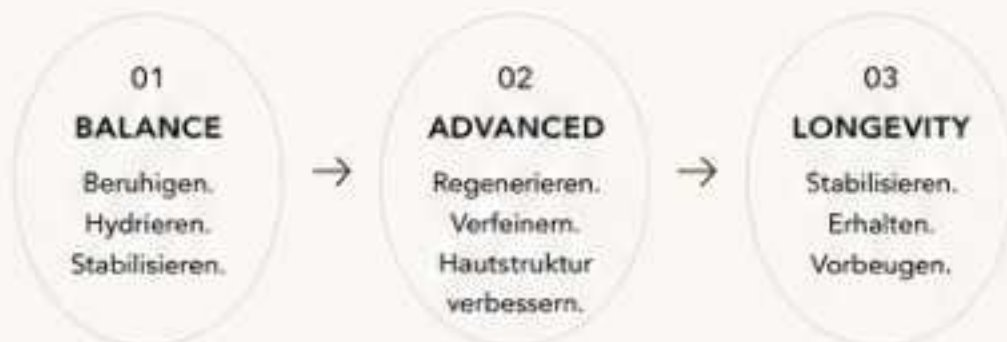 01
BALANCE
Beruhigen.
Hydrieren.
Stabilisieren.
→
02
ADVANCED
Regenerieren.
Verfeinern.
Hautstruktur
verbessern.
→
03
LONGEVITY
Stabilisieren.
Erhalten.
Vorbeugen.